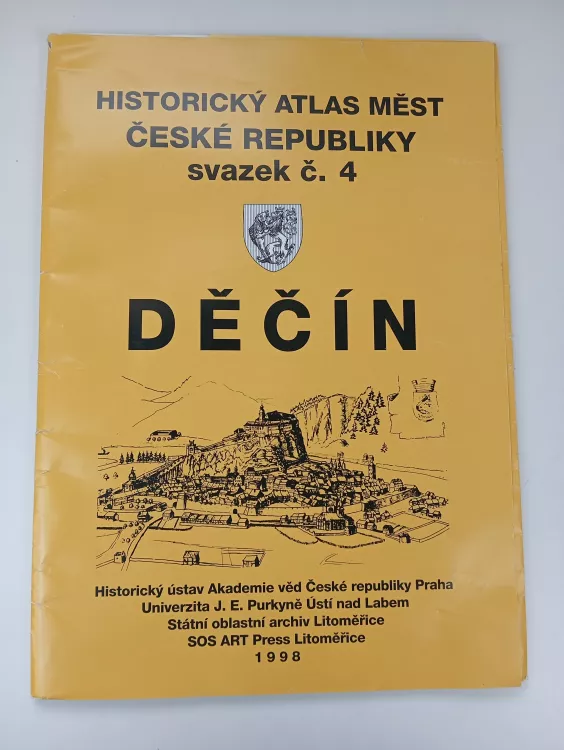 HISTORICKÝ ATLAS MĚST
ČESKÉ REPUBLIKY
svazek č. 4
DĚČÍN
Historický ústav Akademie věd České republiky Praha
Univerzita J. E. Purkyně Ústí nad Labem
Státní oblastní archiv Litoměřice
SOS ART Press Litoměřice
1998